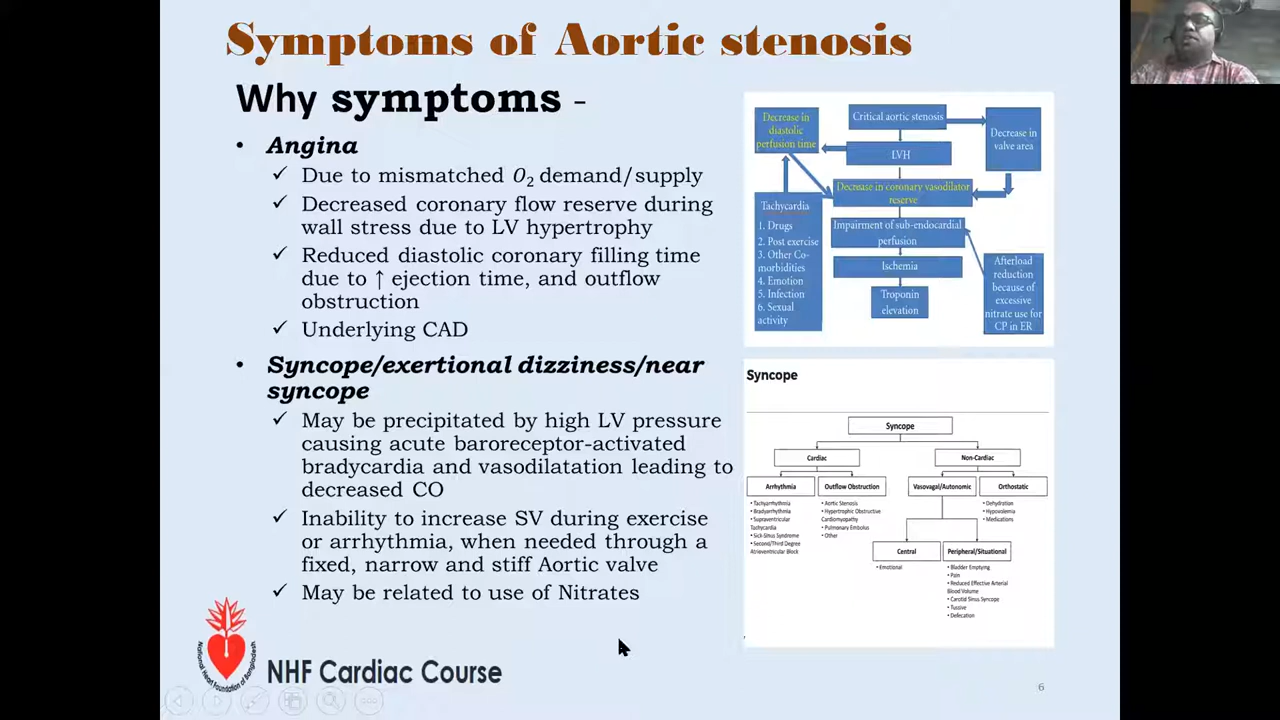 Symptoms of Aortic stenosis
Why symptoms -
• Angina
✓ Due to mismatched O₂ demand/supply
✓ Decreased coronary flow reserve during
wall stress due to LV hypertrophy
✓ Reduced diastolic coronary filling time
due to ↑ ejection time, and outflow
obstruction
✓ Underlying CAD
• Syncope/exertional dizziness/near
syncope
✓ May be precipitated by high LV pressure
causing acute baroreceptor-activated
bradycardia and vasodilatation leading to
decreased CO
✓ Inability to increase SV during exercise
or arrhythmia, when needed through a
fixed, narrow and stiff Aortic valve
✓ May be related to use of Nitrates
Decrease in
diastolic
perfusion time
Critical aortic stenosis
Decrease in
valve area
LVH
Decrease in coronary vasodilator
reserve
Tachycardia
1. Drugs
2. Post exercise
3. Other Co-
morbidities
4. Emotion
5. Infection
6. Sexual
activity
Impairment of sub-endocardial
perfusion
Ischemia
Troponin
elevation
Afterload
reduction
because of
excessive
nitrate use for
CP in ER
Syncope
Syncope
Cardiac
Non-Cardiac
Arrhythmia
• Tachyarrhythmia
• Bradyarrhythmia
• Supraventricular
Tachycardia
• Sick-Sinus Syndrome
• Second/Third Degree
Atrioventricular Block
Outflow Obstruction
• Aortic Stenosis
• Hypertrophic Obstructive
Cardiomyopathy
• Pulmonary Embolus
• Other
Vasovagal/Autonomic
Orthostatic
• Dehydration
• Hypovolemia
• Medications
Central
• Emotional
Peripheral/Situational
• Bladder Emptying
• Pain
• Reduced Effective Arterial
Blood Volume
• Carotid Sinus Syncope
• Tussive
• Defecation
National Heart Foundation of Bangladesh
NHF Cardiac Course
6